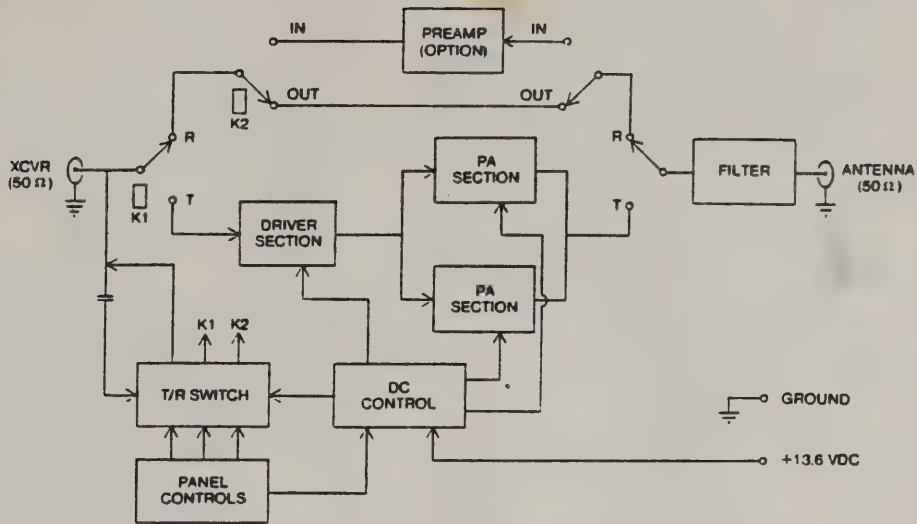 IN
PREAMP
(OPTION)
IN
OUT
OUT
K2
R
R
XCVR
(50 Ω)
K1
T
PA
SECTION
FILTER
ANTENNA
(50 Ω)
T
DRIVER
SECTION
PA
SECTION
K1
K2
T/R SWITCH
DC
CONTROL
GROUND
+13.6 VDC
PANEL
CONTROLS